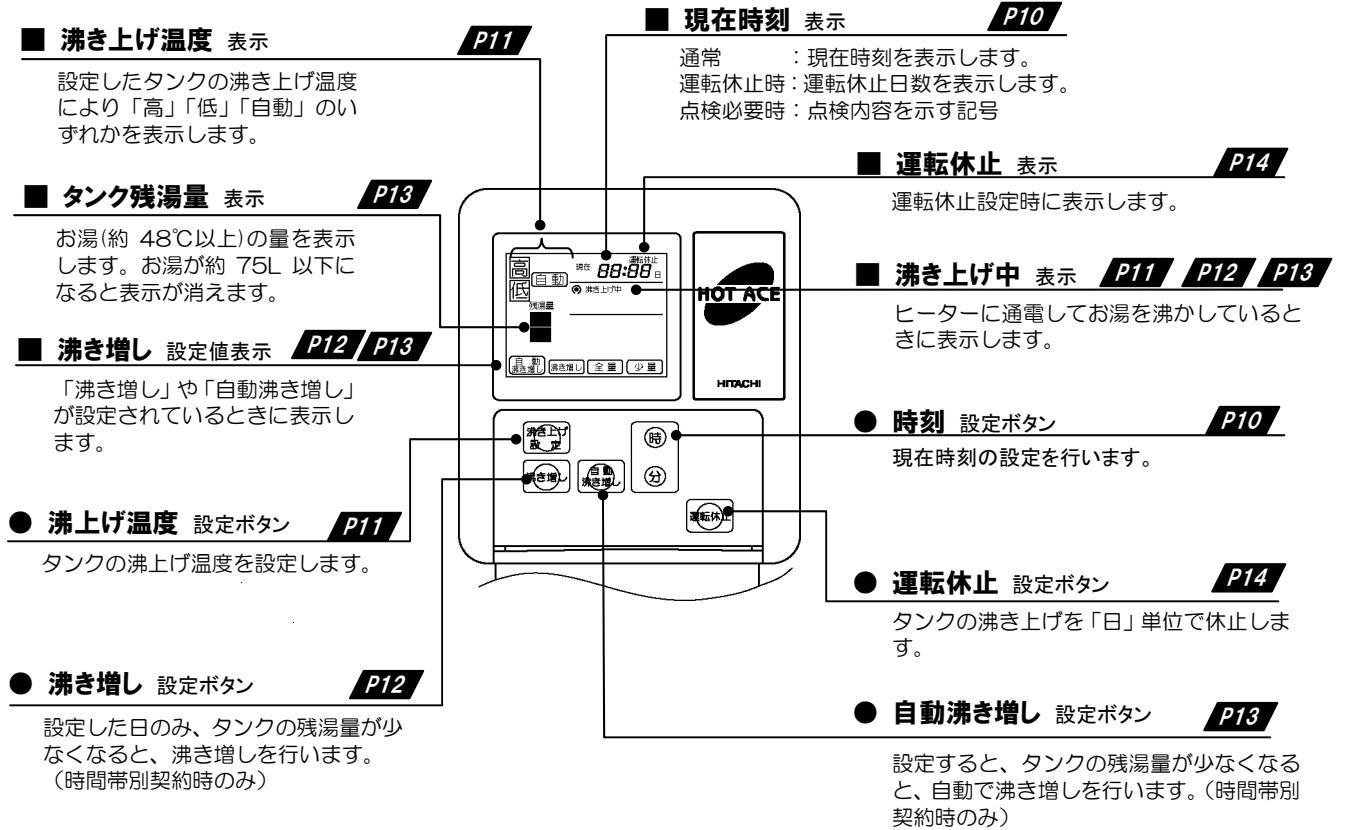 ■ 沸き上げ温度 表示 P11
設定したタンクの沸き上げ温度
により「高」「低」「自動」のい
ずれかを表示します。
■ タンク残湯量 表示 P13
お湯(約 48℃以上)の量を表示
します。お湯が約 75L 以下に
なると表示が消えます。
■ 沸き増し 設定値表示 P12 P13
「沸き増し」や「自動沸き増し」
が設定されているときに表示し
ます。
● 沸上げ温度 設定ボタン P11
タンクの沸上げ温度を設定します。
● 沸き増し 設定ボタン P12
設定した日のみ、タンクの残湯量が少
なくなると、沸き増しを行います。
（時間帯別契約時のみ）
■ 現在時刻 表示 P10
通常 ：現在時刻を表示します。
運転休止時：運転休止日数を表示します。
点検必要時：点検内容を示す記号
■ 運転休止 表示 P14
運転休止設定時に表示します。
■ 沸き上げ中 表示 P11 P12 P13
ヒーターに通電してお湯を沸かしていると
きに表示します。
● 時刻 設定ボタン P10
現在時刻の設定を行います。
● 運転休止 設定ボタン P14
タンクの沸き上げを「日」単位で休止しま
す。
● 自動沸き増し 設定ボタン P13
設定すると、タンクの残湯量が少なくなる
と、自動で沸き増しを行います。（時間帯別
契約時のみ）
運転休止
高 自動 現在 88:88 日
低 沸き上げ中
残湯量
自動
沸き増し 沸き増し 全量 少量
HOT ACE
HITACHI
沸き上げ
設定
時
沸き増し
自動
沸き増し
分
運転休止